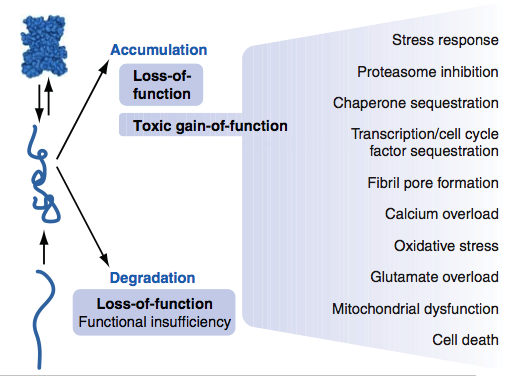 Accumulation
Loss-of-
function
Toxic gain-of-function
Degradation
Loss-of-function
Functional insufficiency
Stress response
Proteasome inhibition
Chaperone sequestration
Transcription/cell cycle
factor sequestration
Fibril pore formation
Calcium overload
Oxidative stress
Glutamate overload
Mitochondrial dysfunction
Cell death